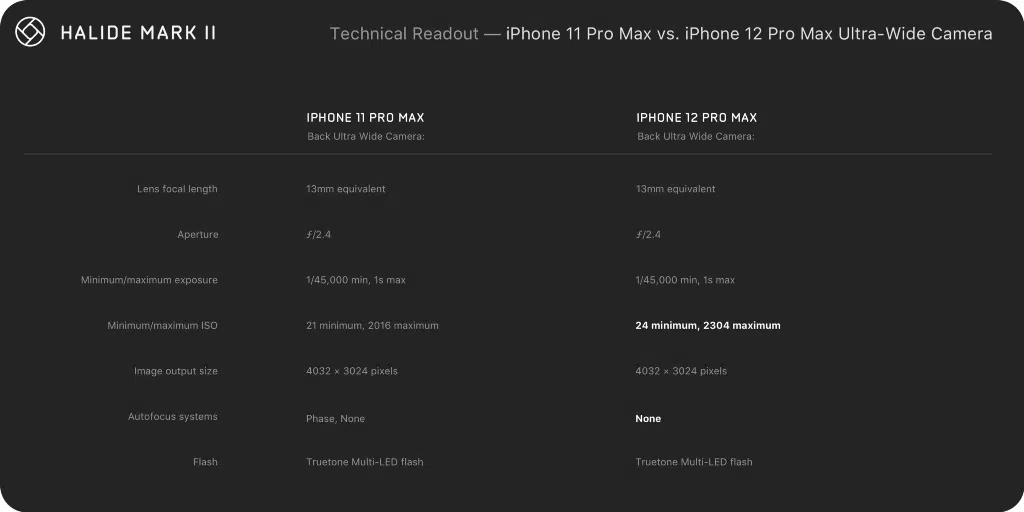 HALIDE MARK II
Technical Readout — iPhone 11 Pro Max vs. iPhone 12 Pro Max Ultra-Wide Camera
IPHONE 11 PRO MAX IPHONE 12 PRO MAX
Back Ultra Wide Camera: Back Ultra Wide Camera:
Lens focal length 13mm equivalent 13mm equivalent
Aperture ƒ/2.4 ƒ/2.4
Minimum/maximum exposure 1/45,000 min, 1s max 1/45,000 min, 1s max
Minimum/maximum ISO 21 minimum, 2016 maximum 24 minimum, 2304 maximum
Image output size 4032 × 3024 pixels 4032 × 3024 pixels
Autofocus systems Phase, None None
Flash Truetone Multi-LED flash Truetone Multi-LED flash